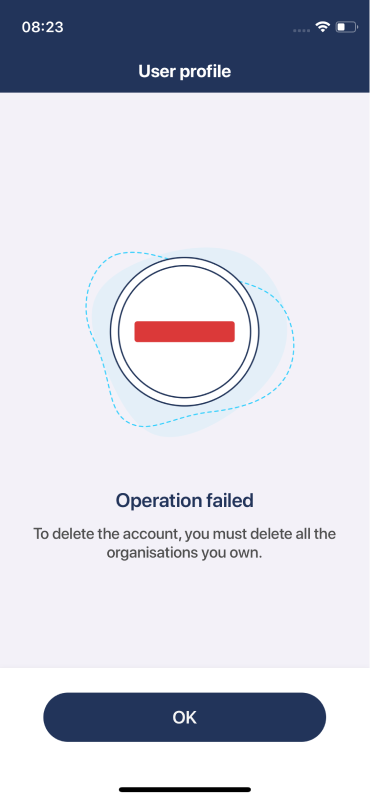 08:23
User profile
Operation failed
To delete the account, you must delete all the
organisations you own.
OK